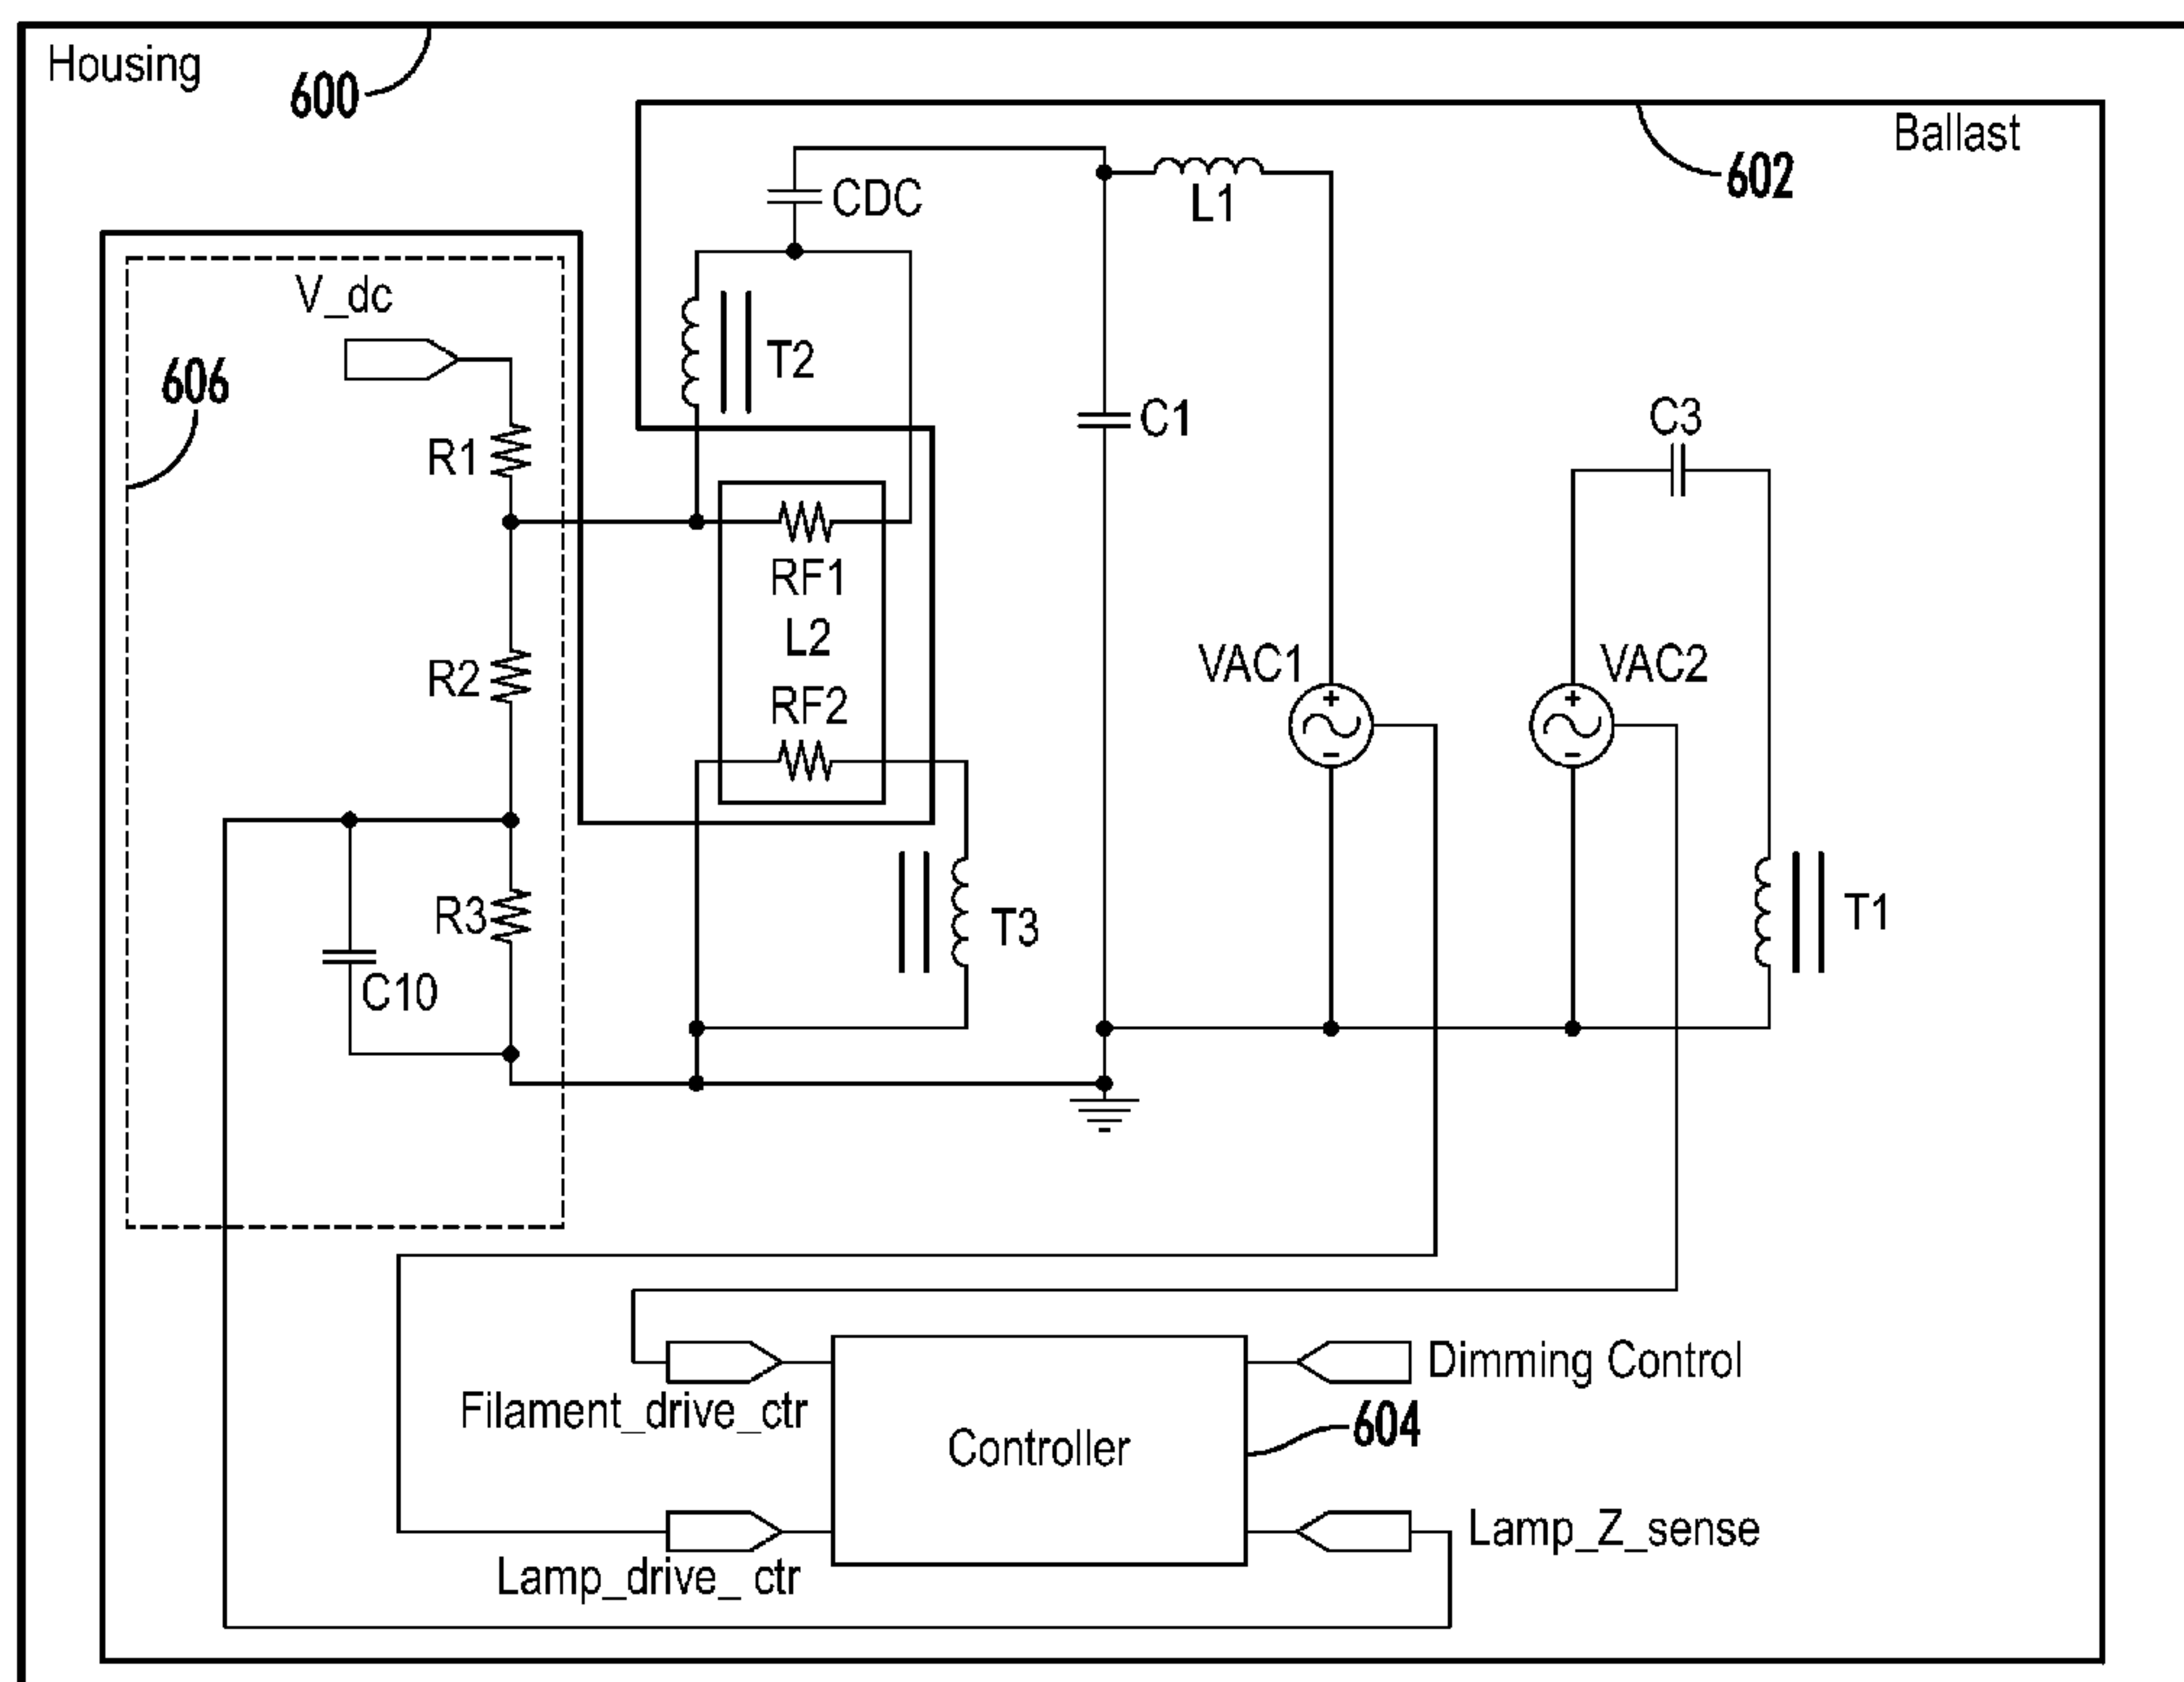 Housing
600
Ballast
602
CDC
L1
V_dc
606
T2
R1
C1
C3
RF1
L2
RF2
R2
VAC1
VAC2
R3
T3
T1
C10
Filament_drive_ctr
Dimming Control
Controller
604
Lamp_drive_ ctr
Lamp_Z_sense